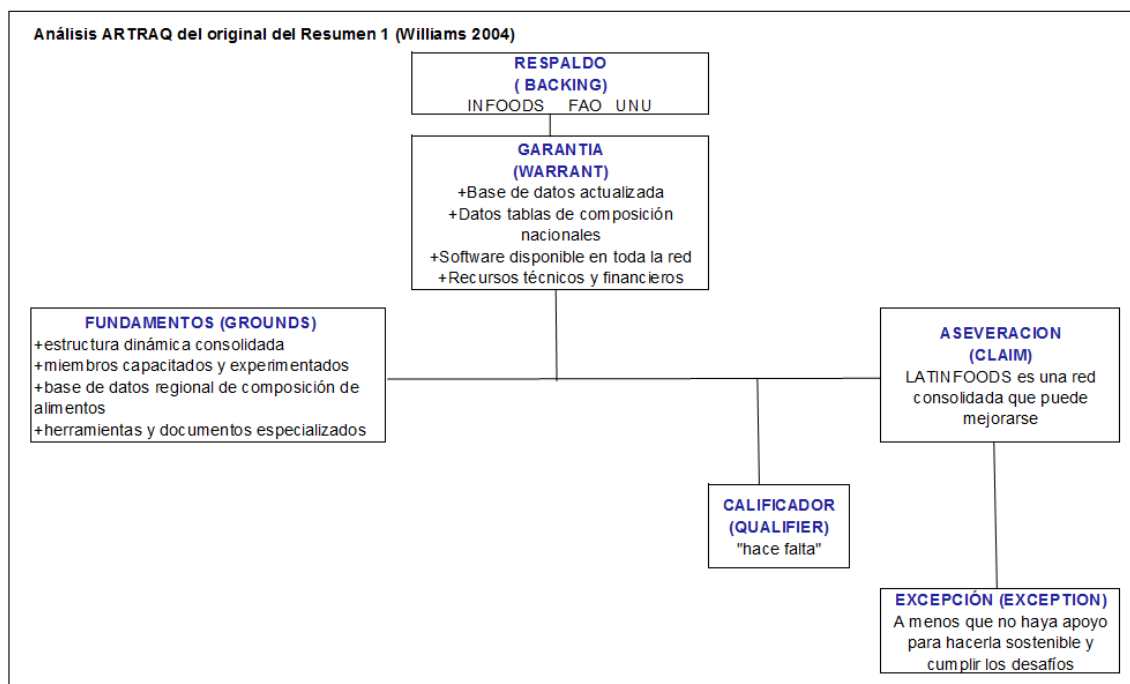 Análisis ARTRAQ del original del Resumen 1 (Williams 2004)
RESPALDO
( BACKING)
INFOODS FAO UNU
GARANTIA
(WARRANT)
+Base de datos actualizada
+Datos tablas de composición
nacionales
+Software disponible en toda la red
+Recursos técnicos y financieros
FUNDAMENTOS (GROUNDS)
+estructura dinámica consolidada
+miembros capacitados y experimentados
+base de datos regional de composición de
alimentos
+herramientas y documentos especializados
ASEVERACION
(CLAIM)
LATINFOODS es una red
consolidada que puede
mejorarse
CALIFICADOR
(QUALIFIER)
"hace falta"
EXCEPCIÓN (EXCEPTION)
A menos que no haya apoyo
para hacerla sostenible y
cumplir los desafíos